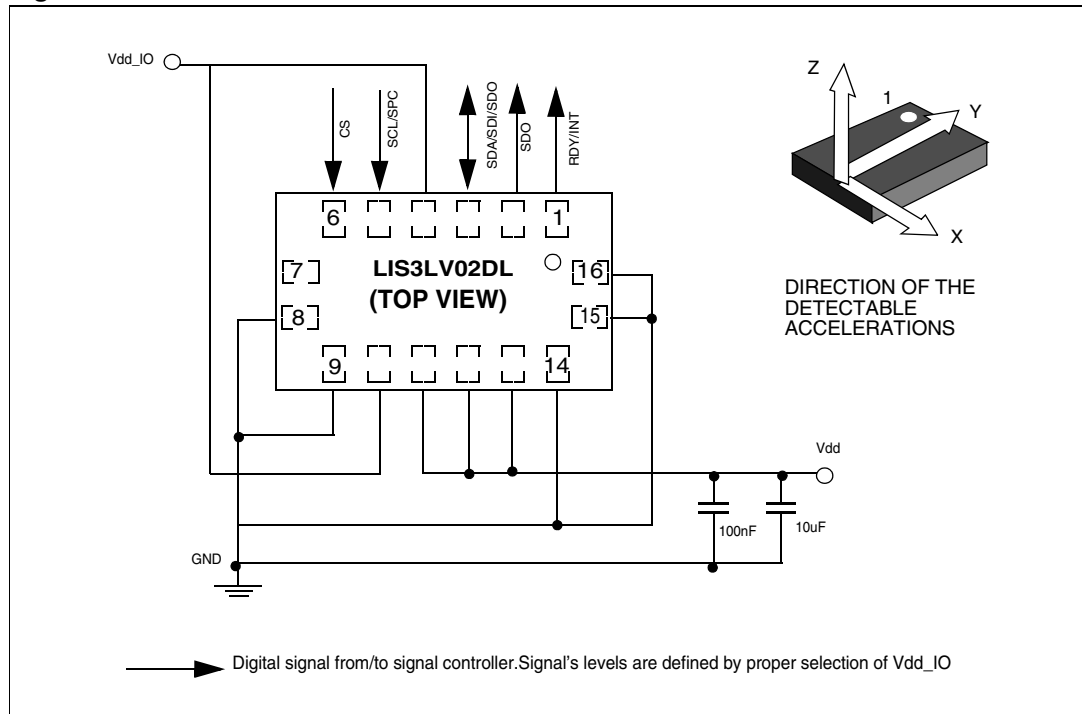 Vdd_IO
CS
SCL/SPC
SDA/SDI/SDO
SDO
RDY/INT
Z
1
Y
X
6
1
7
LIS3LV02DL
16
8
(TOP VIEW)
15
9
14
DIRECTION OF THE
DETECTABLE
ACCELERATIONS
Vdd
100nF
10uF
GND
Digital signal from/to signal controller.Signal's levels are defined by proper selection of Vdd_IO